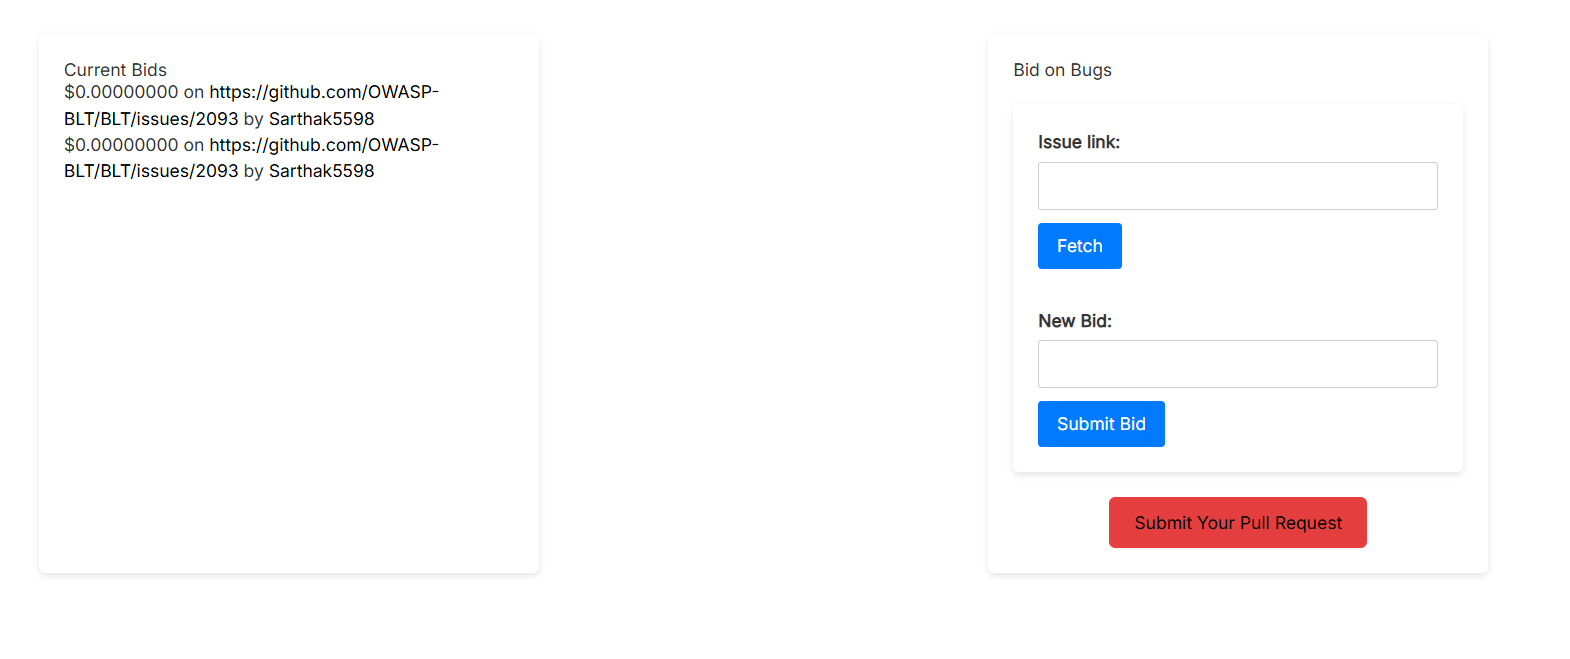 Current Bids
$0.00000000 on https://github.com/OWASP-
BLT/BLT/issues/2093 by Sarthak5598
$0.00000000 on https://github.com/OWASP-
BLT/BLT/issues/2093 by Sarthak5598
Bid on Bugs
Issue link:
Fetch
New Bid:
Submit Bid
Submit Your Pull Request